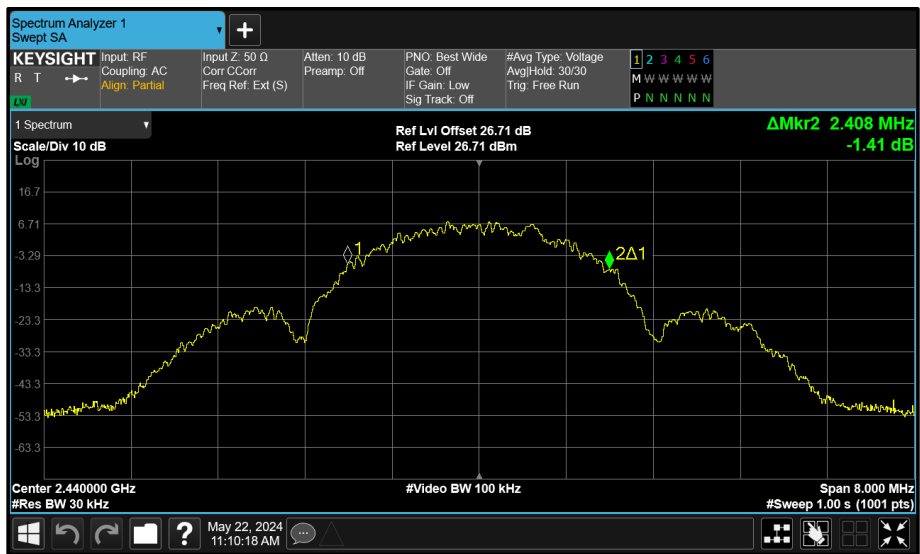 Spectrum Analyzer 1
Swept SA
+
KEYSIGHT
R T
LXI
Input: RF
Coupling: AC
Align: Partial
Input Z: 50 Ω
Corr CCorr
Freq Ref: Ext (S)
Atten: 10 dB
Preamp: Off
PNO: Best Wide
Gate: Off
IF Gain: Low
Sig Track: Off
#Avg Type: Voltage
Avg|Hold: 30/30
Trig: Free Run
1 2 3 4 5 6
M W W W W W
P N N N N N
1 Spectrum
Scale/Div 10 dB
Ref Lvl Offset 26.71 dB
Ref Level 26.71 dBm
ΔMkr2 2.408 MHz
-1.41 dB
Log
16.7
6.71
-3.29
-13.3
-23.3
-33.3
-43.3
-53.3
-63.3
1
2Δ1
Center 2.440000 GHz
#Res BW 30 kHz
#Video BW 100 kHz
Span 8.000 MHz
#Sweep 1.00 s (1001 pts)
?
May 22, 2024
11:10:18 AM